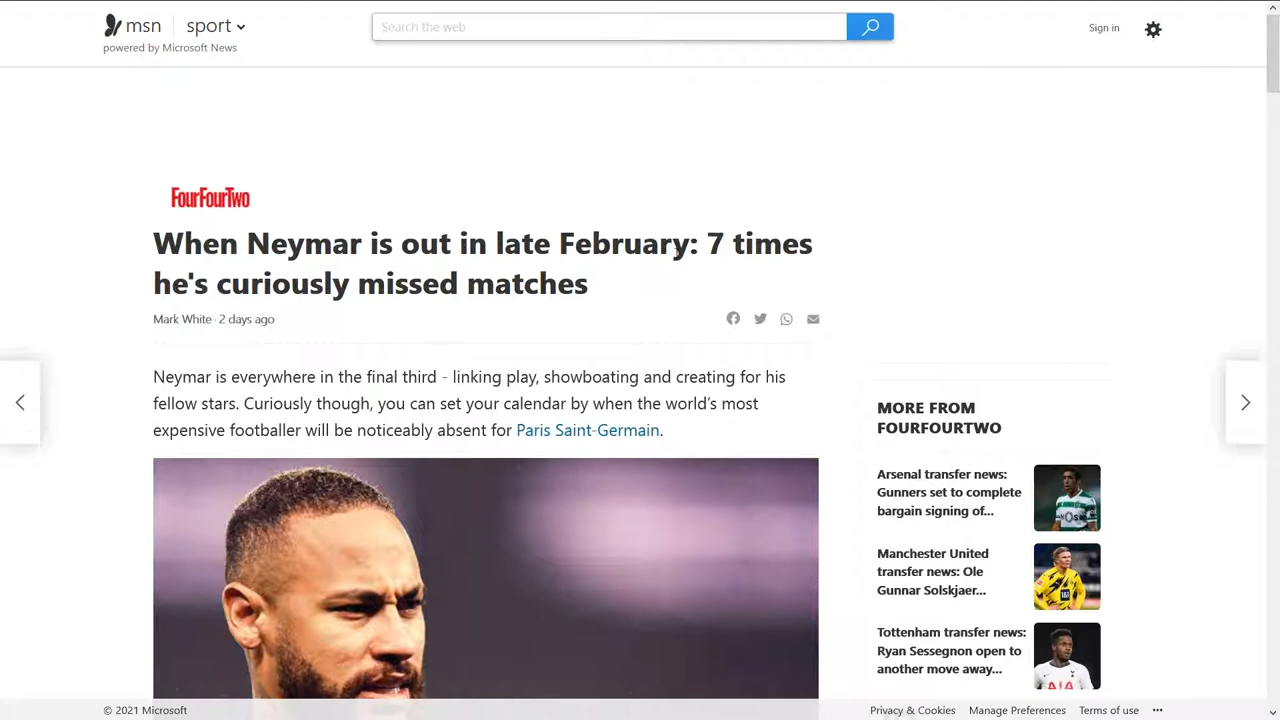 msn
sport
Search the web
Sign in
powered by Microsoft News
FourFourTwo
When Neymar is out in late February: 7 times
he's curiously missed matches
Mark White · 2 days ago
Neymar is everywhere in the final third - linking play, showboating and creating for his
fellow stars. Curiously though, you can set your calendar by when the world’s most
expensive footballer will be noticeably absent for Paris Saint-Germain.
MORE FROM
FOURFOURTWO
Arsenal transfer news:
Gunners set to complete
bargain signing of...
Manchester United
transfer news: Ole
Gunnar Solskjaer...
Tottenham transfer news:
Ryan Sessegnon open to
another move away...
© 2021 Microsoft
Privacy & Cookies
Manage Preferences
Terms of use